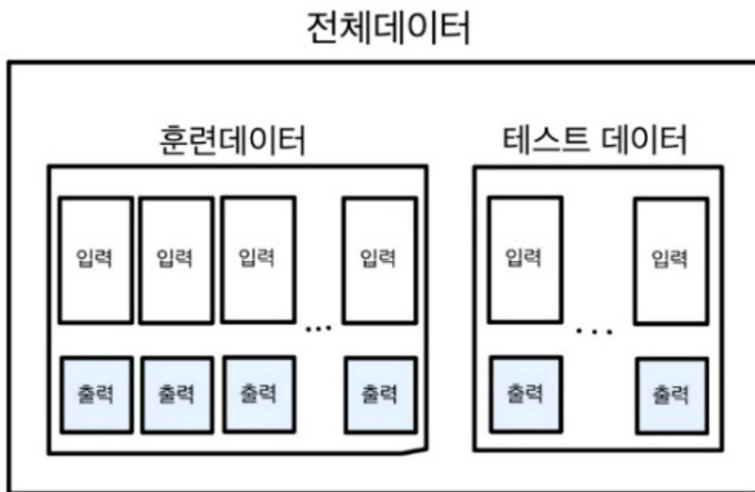 전체데이터
훈련데이터
테스트 데이터
입력 입력 입력 입력
입력 입력
...
...
출력 출력 출력 출력
출력 출력